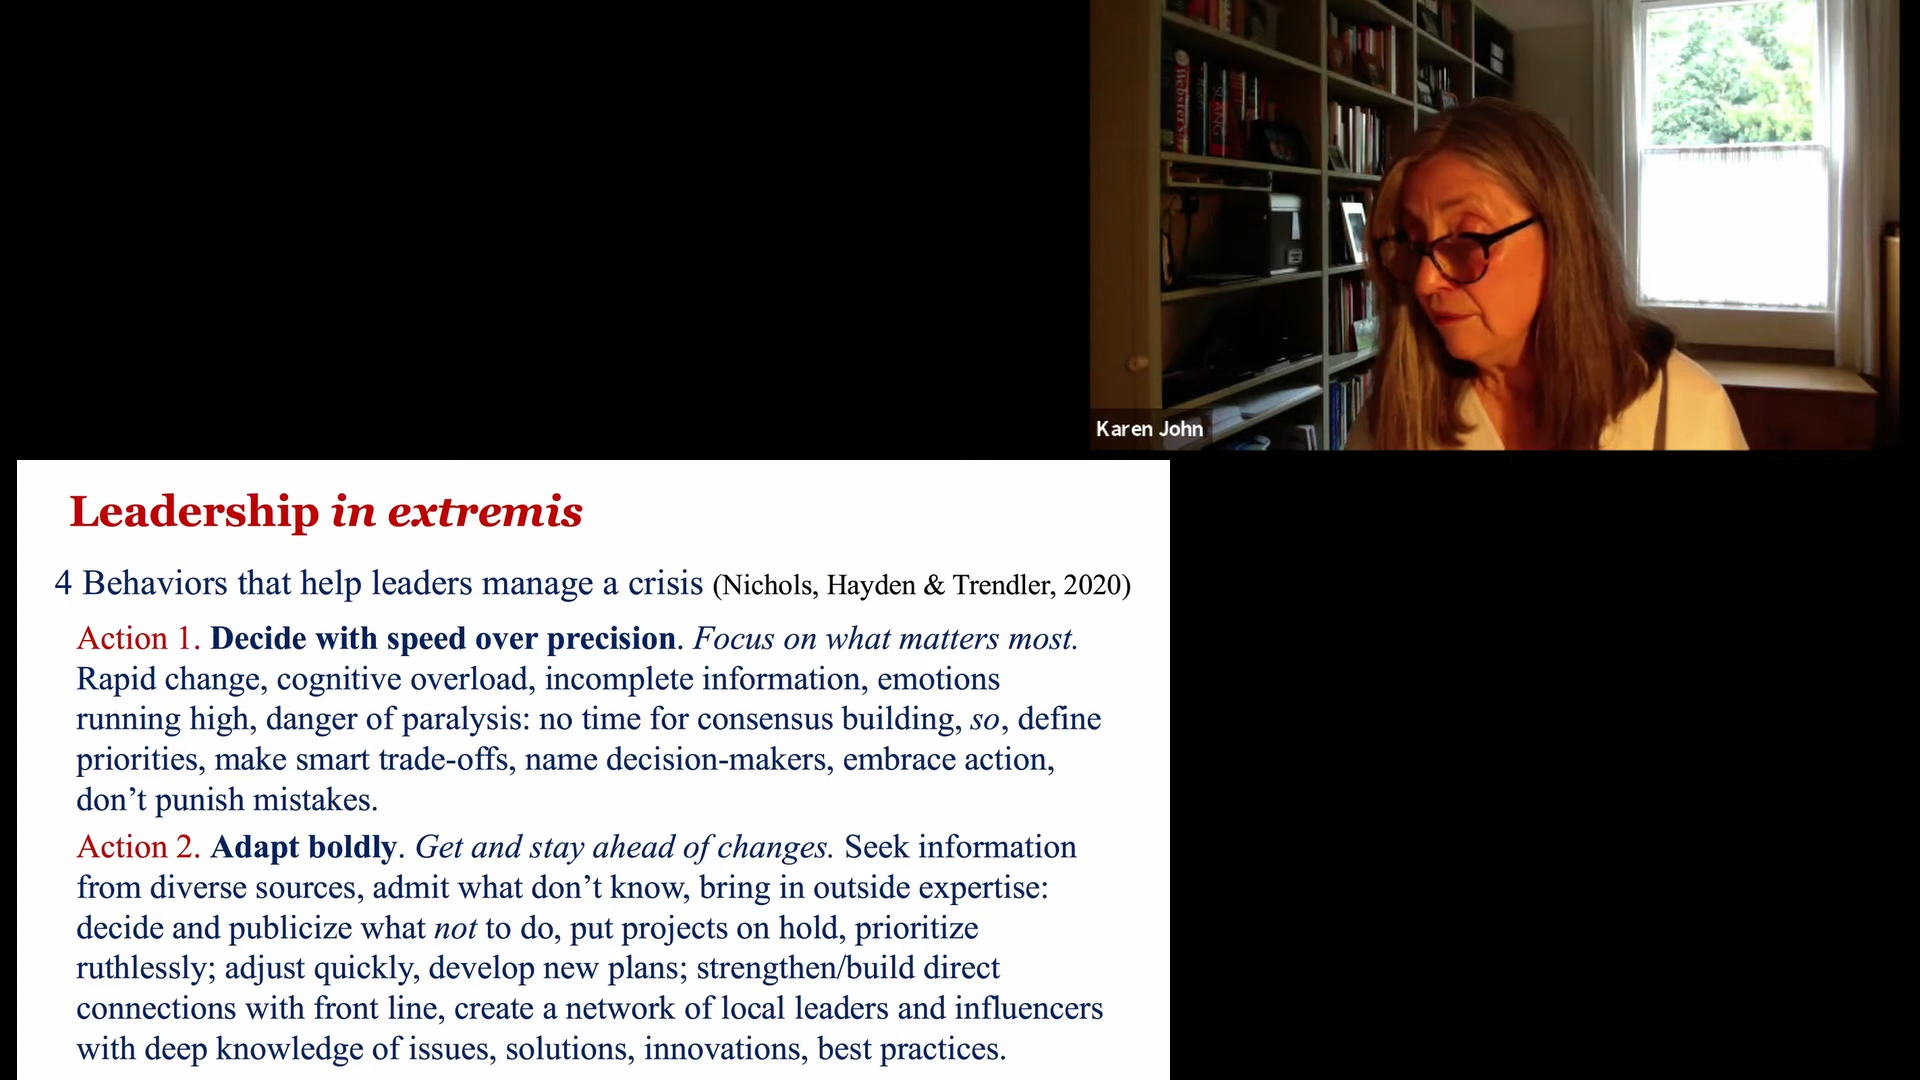 Webster's
SLANG
Karen John
Leadership in extremis
4 Behaviors that help leaders manage a crisis (Nichols, Hayden & Trendler, 2020)
Action 1. Decide with speed over precision. Focus on what matters most.
Rapid change, cognitive overload, incomplete information, emotions
running high, danger of paralysis: no time for consensus building, so, define
priorities, make smart trade-offs, name decision-makers, embrace action,
don’t punish mistakes.
Action 2. Adapt boldly. Get and stay ahead of changes. Seek information
from diverse sources, admit what don’t know, bring in outside expertise:
decide and publicize what not to do, put projects on hold, prioritize
ruthlessly; adjust quickly, develop new plans; strengthen/build direct
connections with front line, create a network of local leaders and influencers
with deep knowledge of issues, solutions, innovations, best practices.